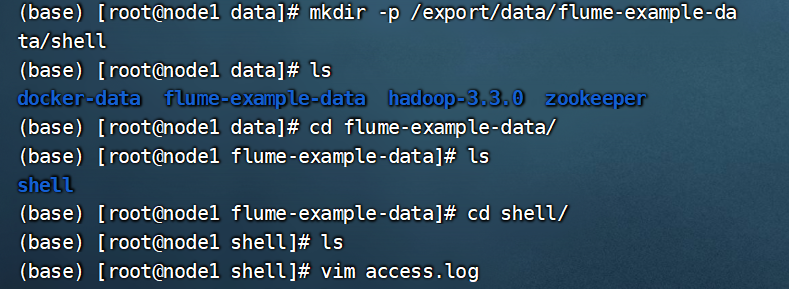 (base) [root@node1 data]# mkdir -p /export/data/flume-example-da
ta/shell
(base) [root@node1 data]# ls
docker-data  flume-example-data  hadoop-3.3.0  zookeeper
(base) [root@node1 data]# cd flume-example-data/
(base) [root@node1 flume-example-data]# ls
shell
(base) [root@node1 flume-example-data]# cd shell/
(base) [root@node1 shell]# ls
(base) [root@node1 shell]# vim access.log